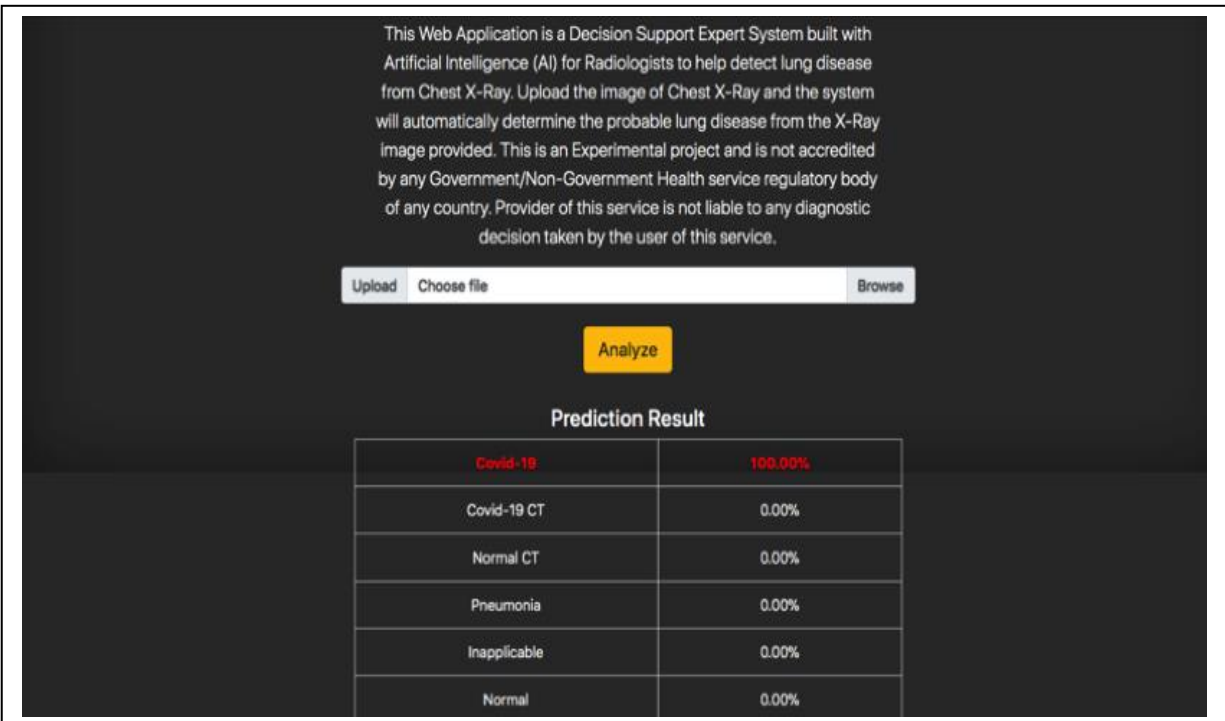 This Web Application is a Decision Support Expert System built with
Artificial Intelligence (AI) for Radiologists to help detect lung disease
from Chest X-Ray. Upload the image of Chest X-Ray and the system
will automatically determine the probable lung disease from the X-Ray
image provided. This is an Experimental project and is not accredited
by any Government/Non-Government Health service regulatory body
of any country. Provider of this service is not liable to any diagnostic
decision taken by the user of this service.
Upload Choose file Browse
Analyze
Prediction Result
Covid-19 100.00%
Covid-19 CT 0.00%
Normal CT 0.00%
Pneumonia 0.00%
Inapplicable 0.00%
Normal 0.00%